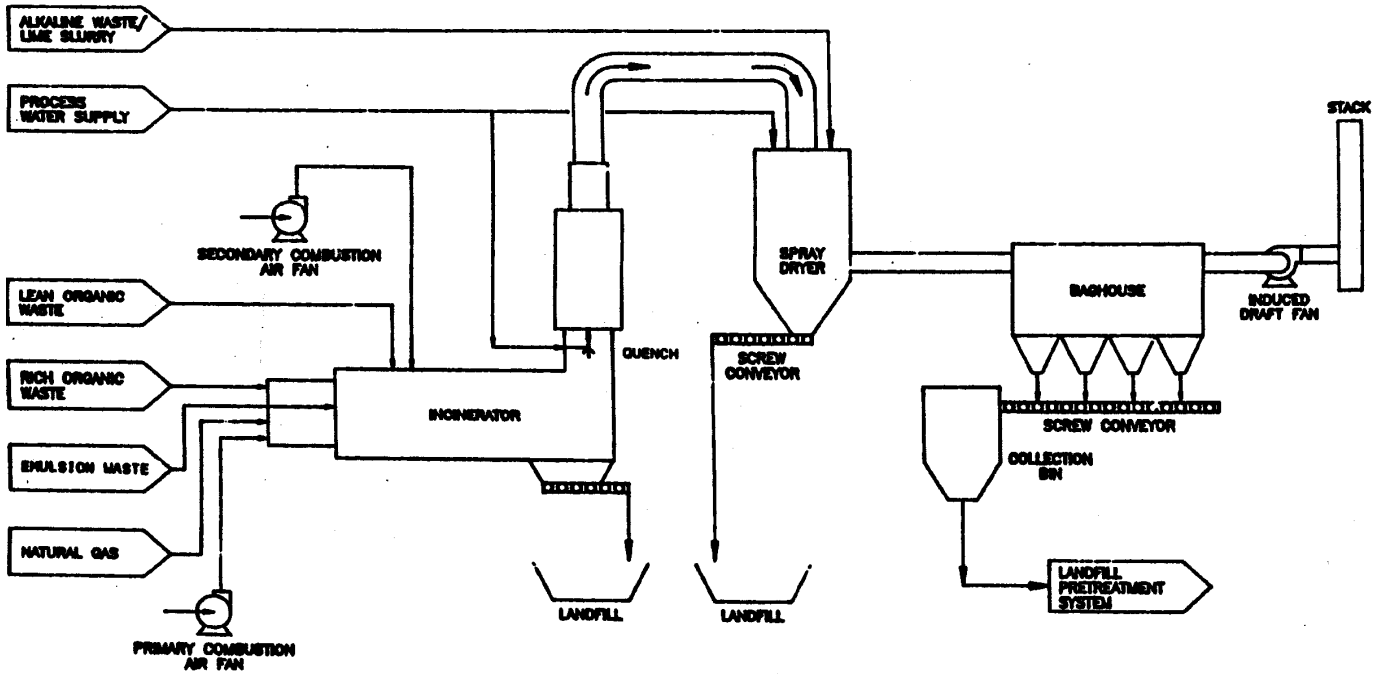 ALKALINE WASTE/
LIME SLURRY
PROCESS
WATER SUPPLY
STACK
SECONDARY COMBUSTION
AIR FAN
SPRAY
DRYER
LEAN ORGANIC
WASTE
BAGHOUSE
INDUCED
DRAFT FAN
QUENCH
SCREW
CONVEYOR
RICH ORGANIC
WASTE
INCINERATOR
SCREW CONVEYOR
EMULSION WASTE
COLLECTION
BIN
NATURAL GAS
LANDFILL
PRETREATMENT
SYSTEM
LANDFILL
LANDFILL
PRIMARY COMBUSTION
AIR FAN